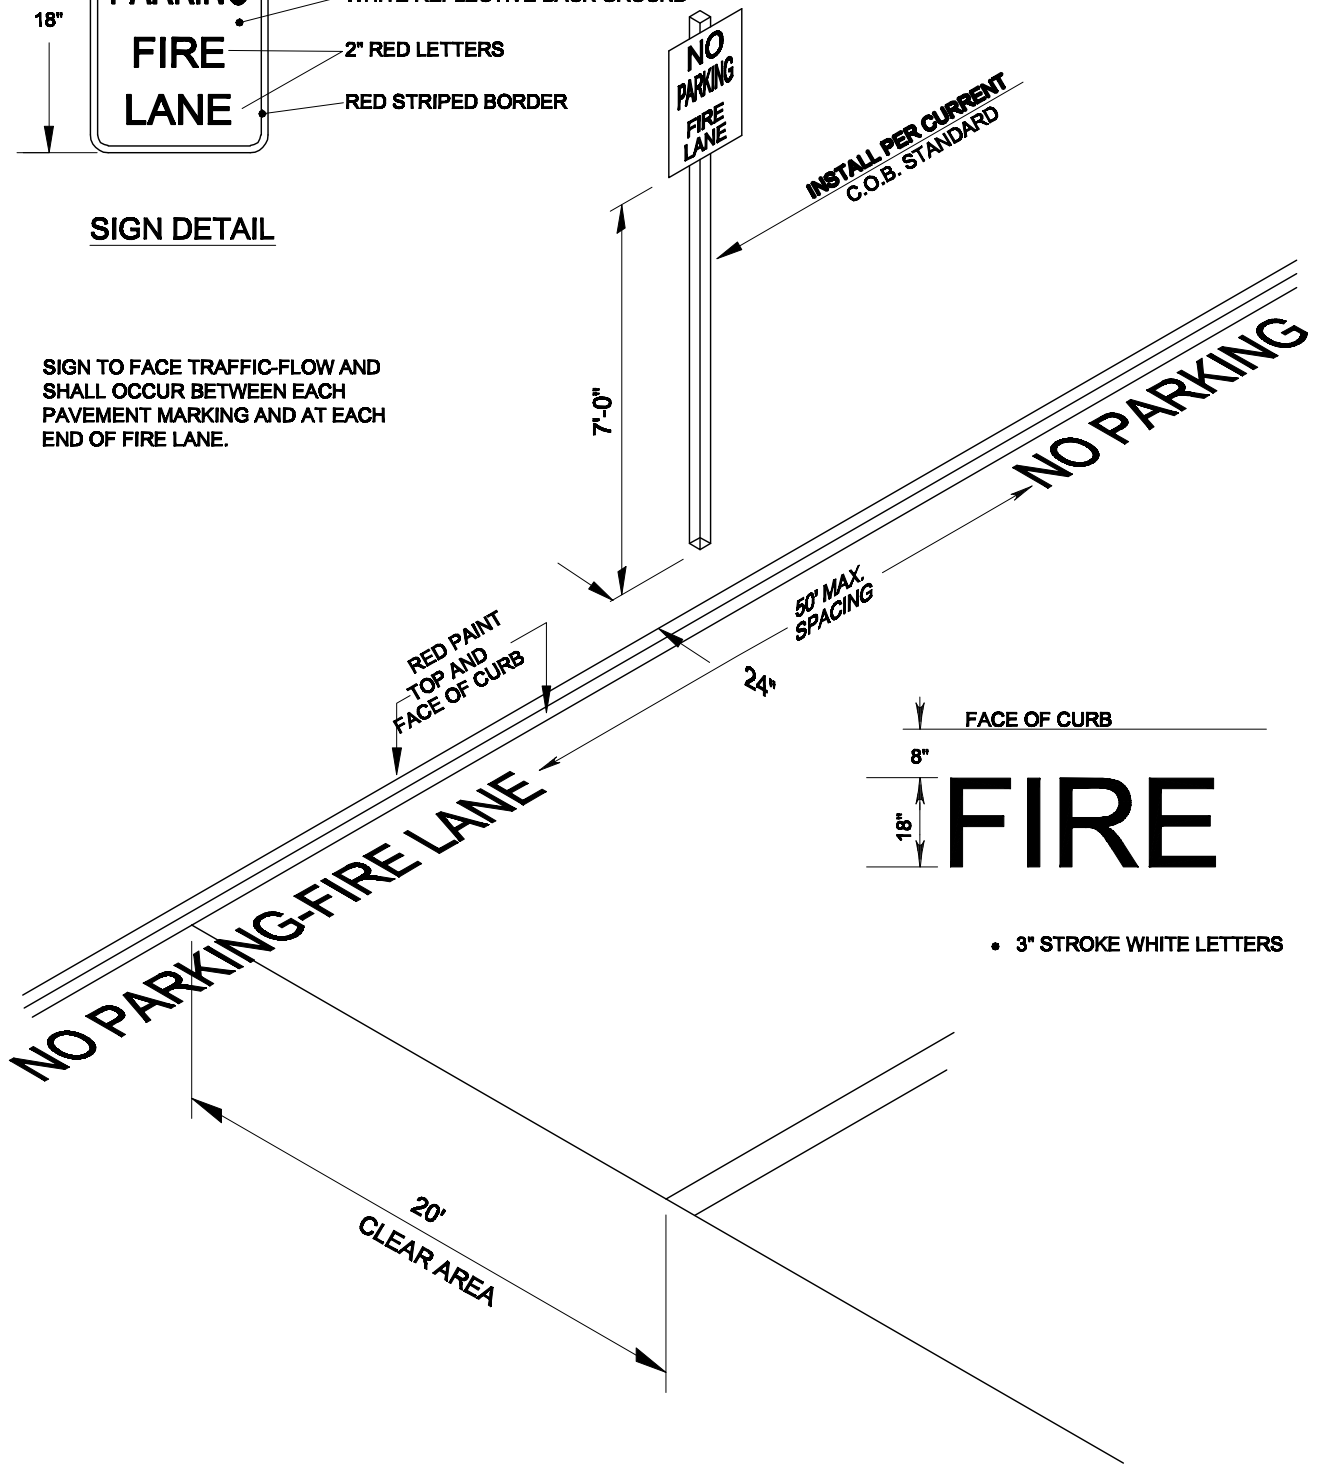 PARKING
WHITE REFLECTIVE BACK GROUND
18"
FIRE
2" RED LETTERS
LANE
RED STRIPED BORDER
SIGN DETAIL
NO
PARKING
FIRE
LANE
INSTALL PER CURRENT
C.O.B. STANDARD
SIGN TO FACE TRAFFIC-FLOW AND
SHALL OCCUR BETWEEN EACH
PAVEMENT MARKING AND AT EACH
END OF FIRE LANE.
7'-0"
NO PARKING
50' MAX.
SPACING
RED PAINT
TOP AND
FACE OF CURB
24"
NO PARKING-FIRE LANE
FACE OF CURB
8"
18"
FIRE
• 3" STROKE WHITE LETTERS
20'
CLEAR AREA